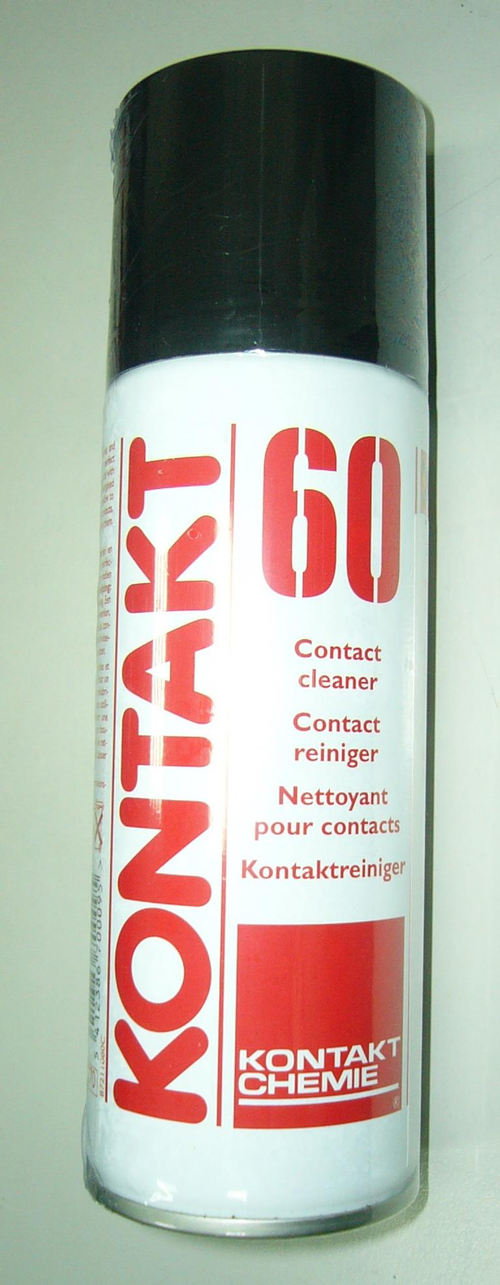 KONTAKT
60
Contact
cleaner
Contact
reiniger
Nettoyant
pour contacts
Kontaktreiniger
KONTAKT
CHEMIE